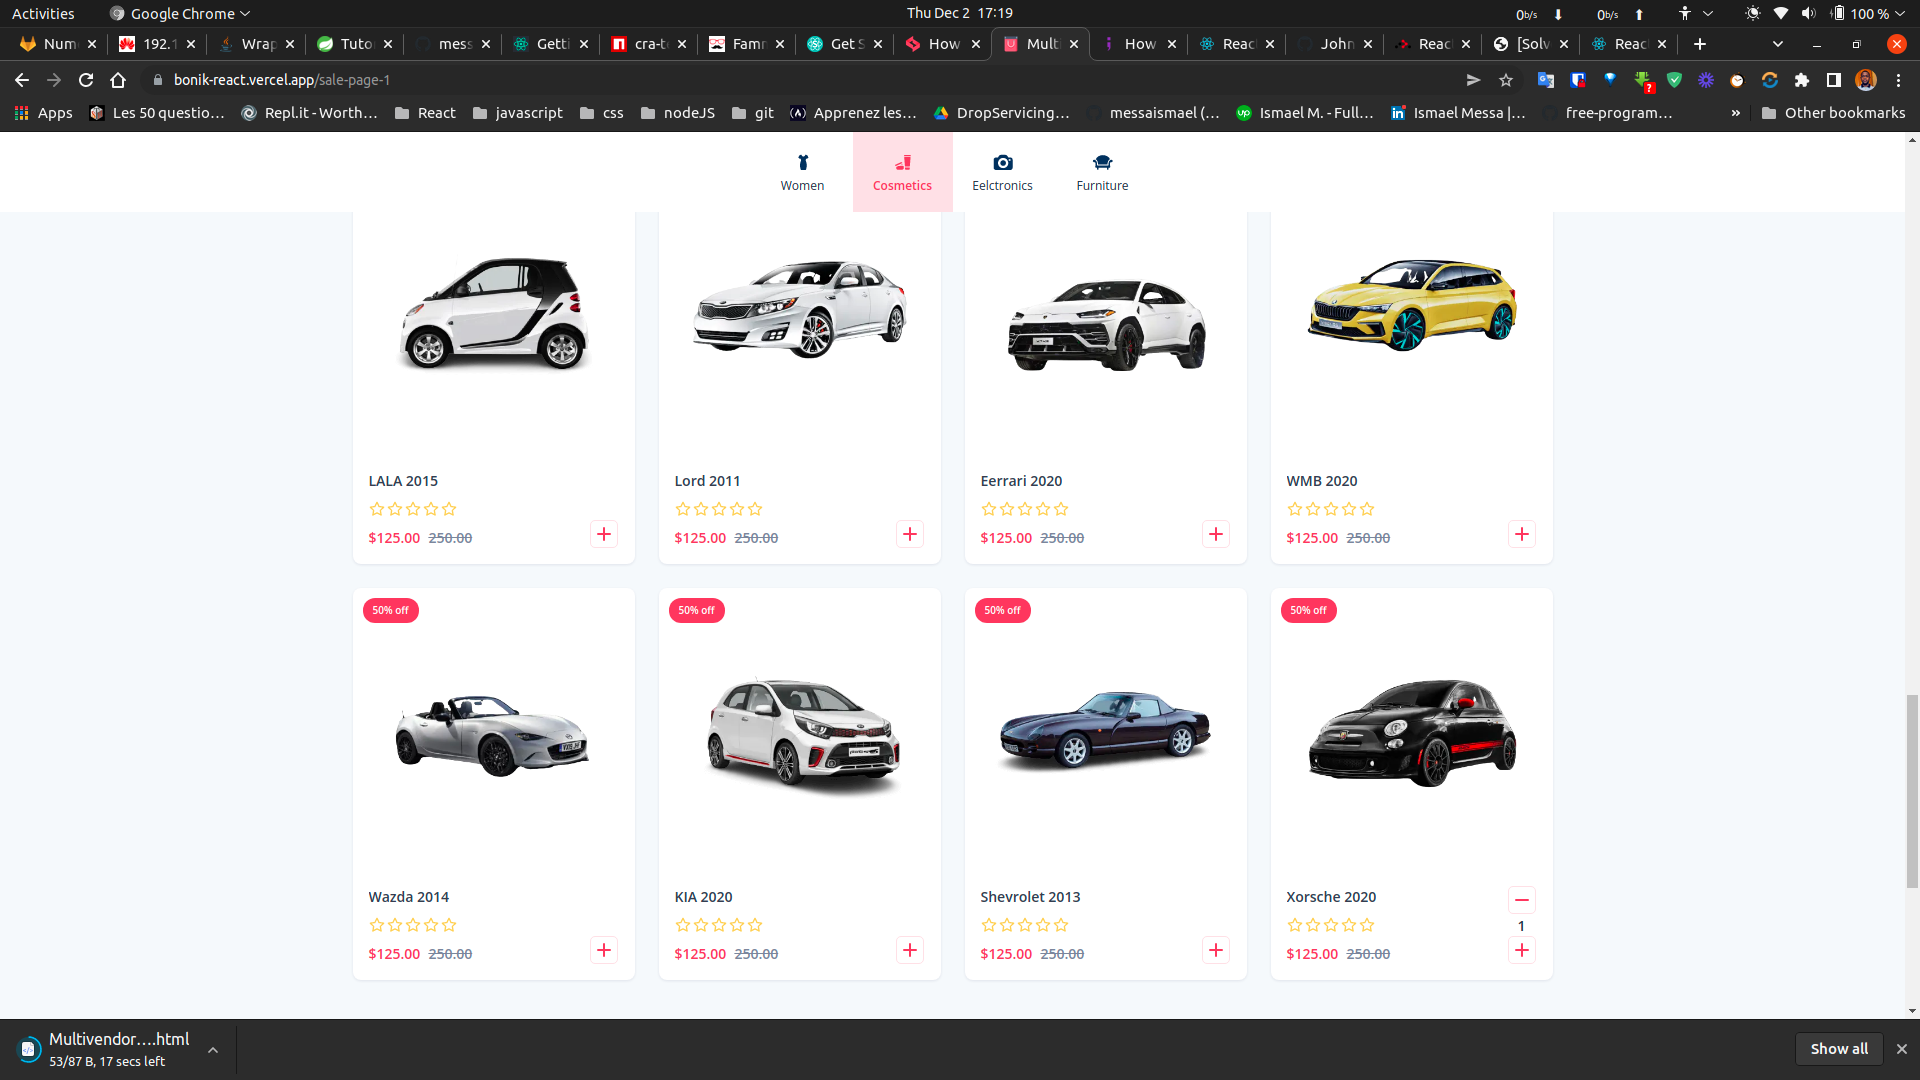 Activities Google Chrome Thu Dec 2 17:19 0b/s 0b/s 100 %
Num 192.1 Wrap Tutor mess Getti cra-te Famr Get S How Multi How Reac John Reac [Solv Reac
bonik-react.vercel.app/sale-page-1
Apps Les 50 questio… Repl.it - Worth… React javascript css nodeJS git Apprenez les… DropServicing… messaismael (… Ismael M. - Full… Ismael Messa |… free-program… » Other bookmarks
Women Cosmetics Eelctronics Furniture
LALA 2015 Lord 2011 Eerrari 2020 WMB 2020
$125.00 250.00 $125.00 250.00 $125.00 250.00 $125.00 250.00
50% off 50% off 50% off 50% off
Wazda 2014 KIA 2020 Shevrolet 2013 Xorsche 2020
1
$125.00 250.00 $125.00 250.00 $125.00 250.00 $125.00 250.00
Multivendor….html
53/87 B, 17 secs left
Show all